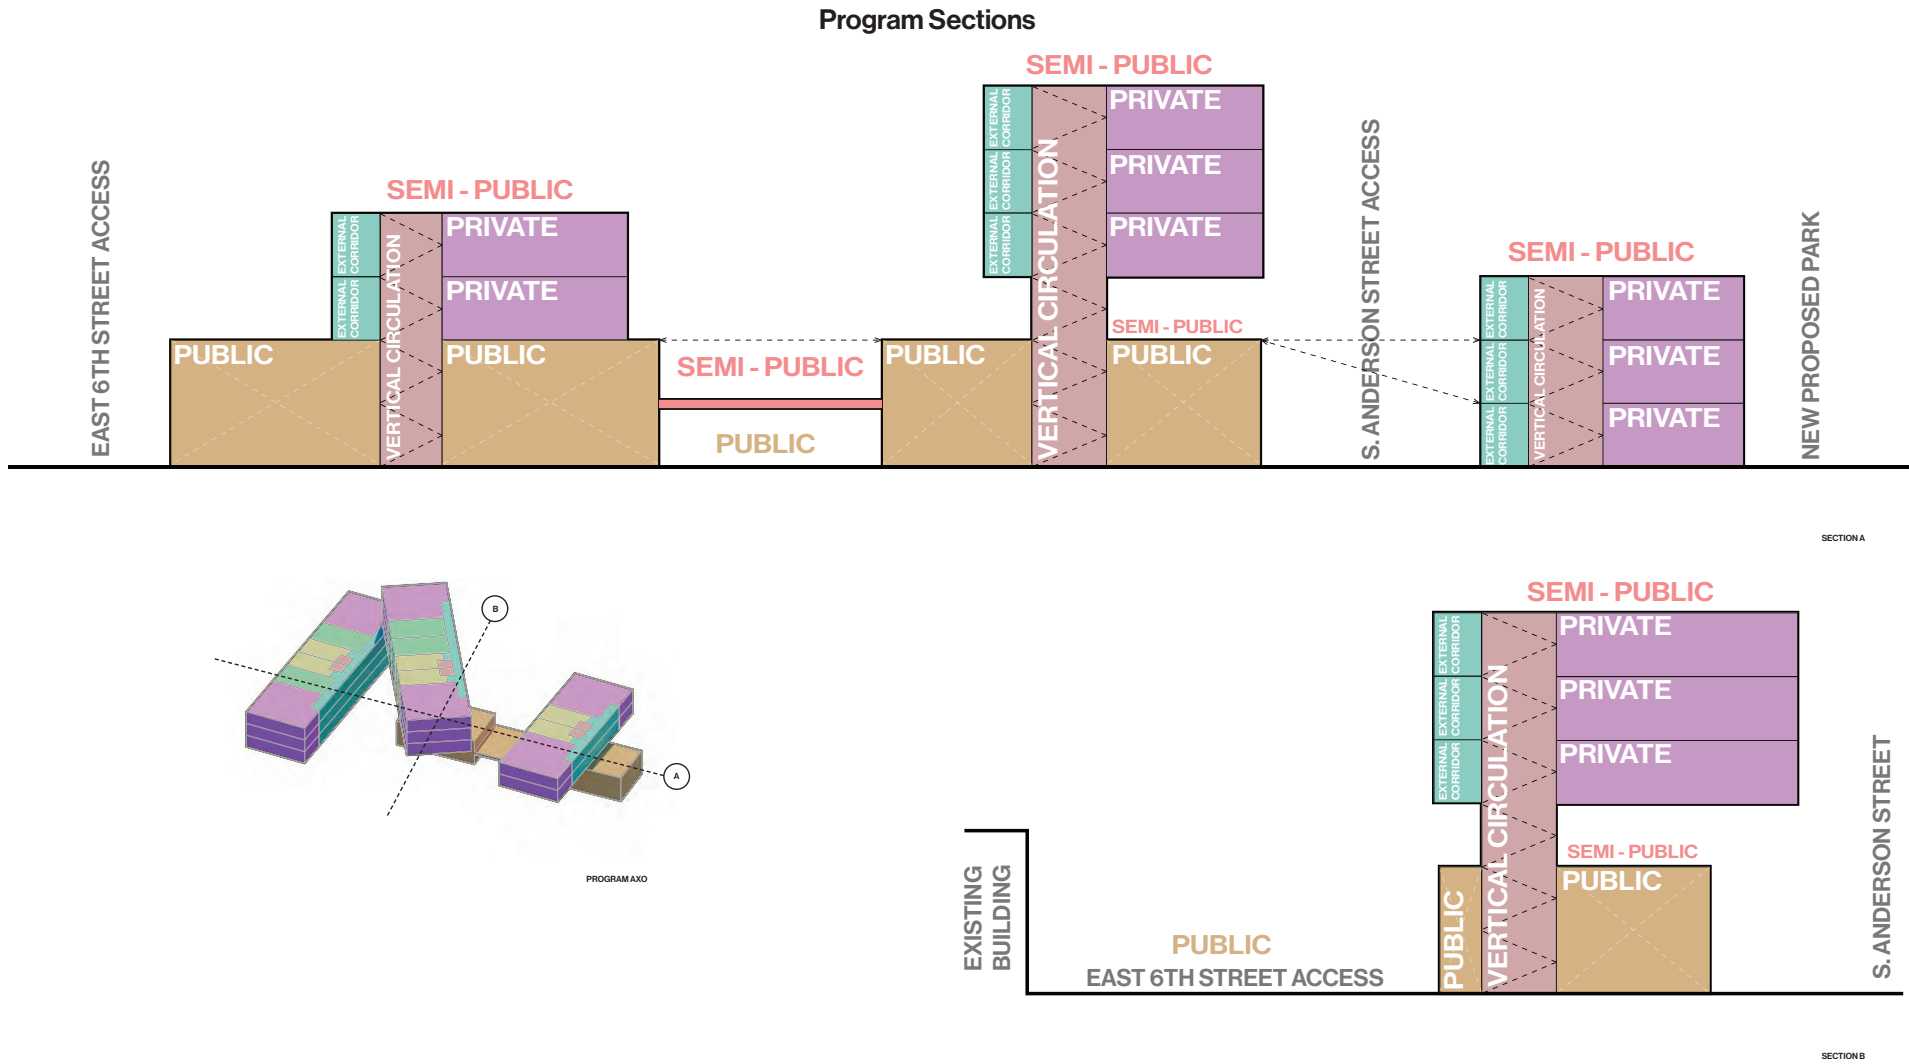 Program Sections
EAST 6TH STREET ACCESS
SEMI - PUBLIC
EXTERNAL
CORRIDOR
EXTERNAL
CORRIDOR
VERTICAL CIRCULATION
PRIVATE
PRIVATE
PUBLIC
PUBLIC
SEMI - PUBLIC
PUBLIC
SEMI - PUBLIC
EXTERNAL
CORRIDOR
EXTERNAL
CORRIDOR
EXTERNAL
CORRIDOR
VERTICAL CIRCULATION
PRIVATE
PRIVATE
PRIVATE
SEMI - PUBLIC
PUBLIC
PUBLIC
S. ANDERSON STREET ACCESS
SEMI - PUBLIC
EXTERNAL
CORRIDOR
EXTERNAL
CORRIDOR
EXTERNAL
CORRIDOR
VERTICAL CIRCULATION
PRIVATE
PRIVATE
PRIVATE
NEW PROPOSED PARK
SECTION A
B
A
PROGRAM AXO
EXISTING
BUILDING
PUBLIC
EAST 6TH STREET ACCESS
SEMI - PUBLIC
EXTERNAL
CORRIDOR
EXTERNAL
CORRIDOR
EXTERNAL
CORRIDOR
VERTICAL CIRCULATION
PRIVATE
PRIVATE
PRIVATE
SEMI - PUBLIC
PUBLIC
PUBLIC
S. ANDERSON STREET
SECTION B